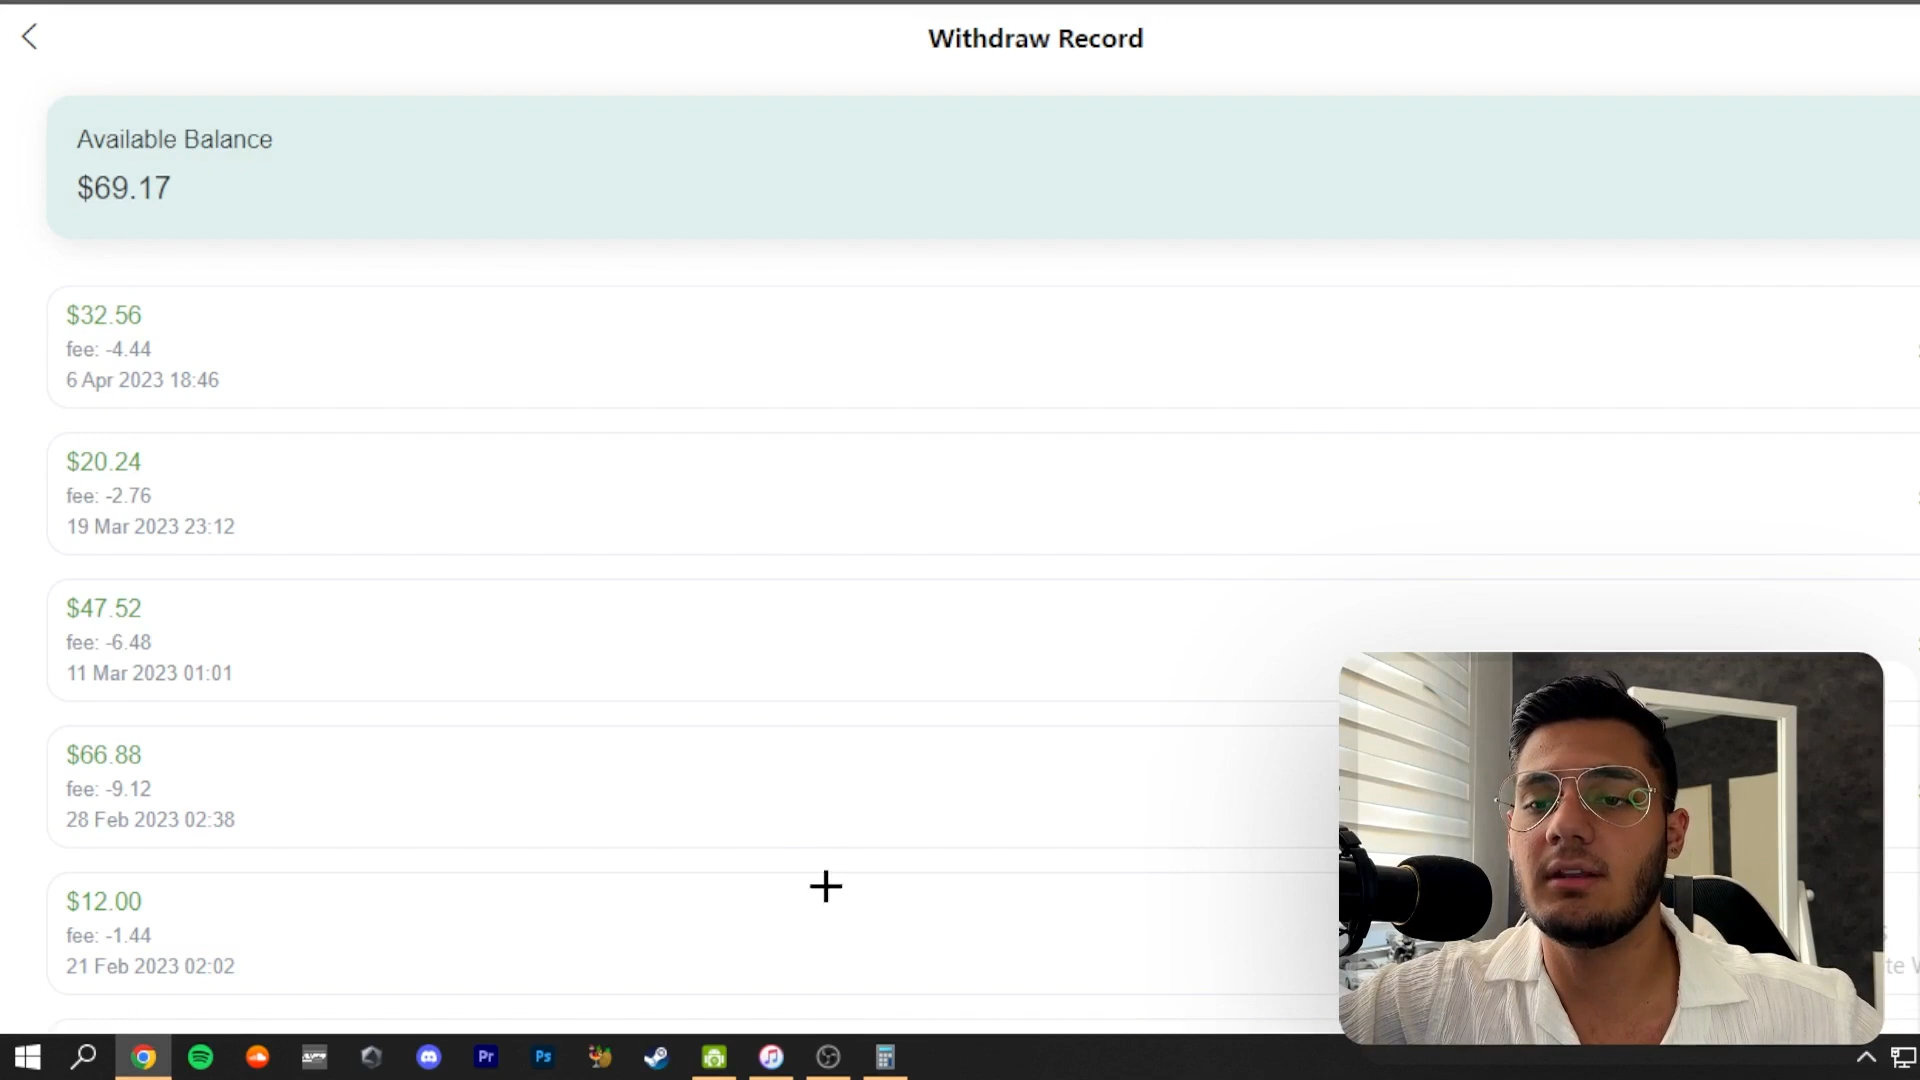 Withdraw Record
Available Balance
$69.17
$32.56
fee: -4.44
6 Apr 2023 18:46
$20.24
fee: -2.76
19 Mar 2023 23:12
$47.52
fee: -6.48
11 Mar 2023 01:01
$66.88
fee: -9.12
28 Feb 2023 02:38
$12.00
fee: -1.44
21 Feb 2023 02:02
Pr
Ps